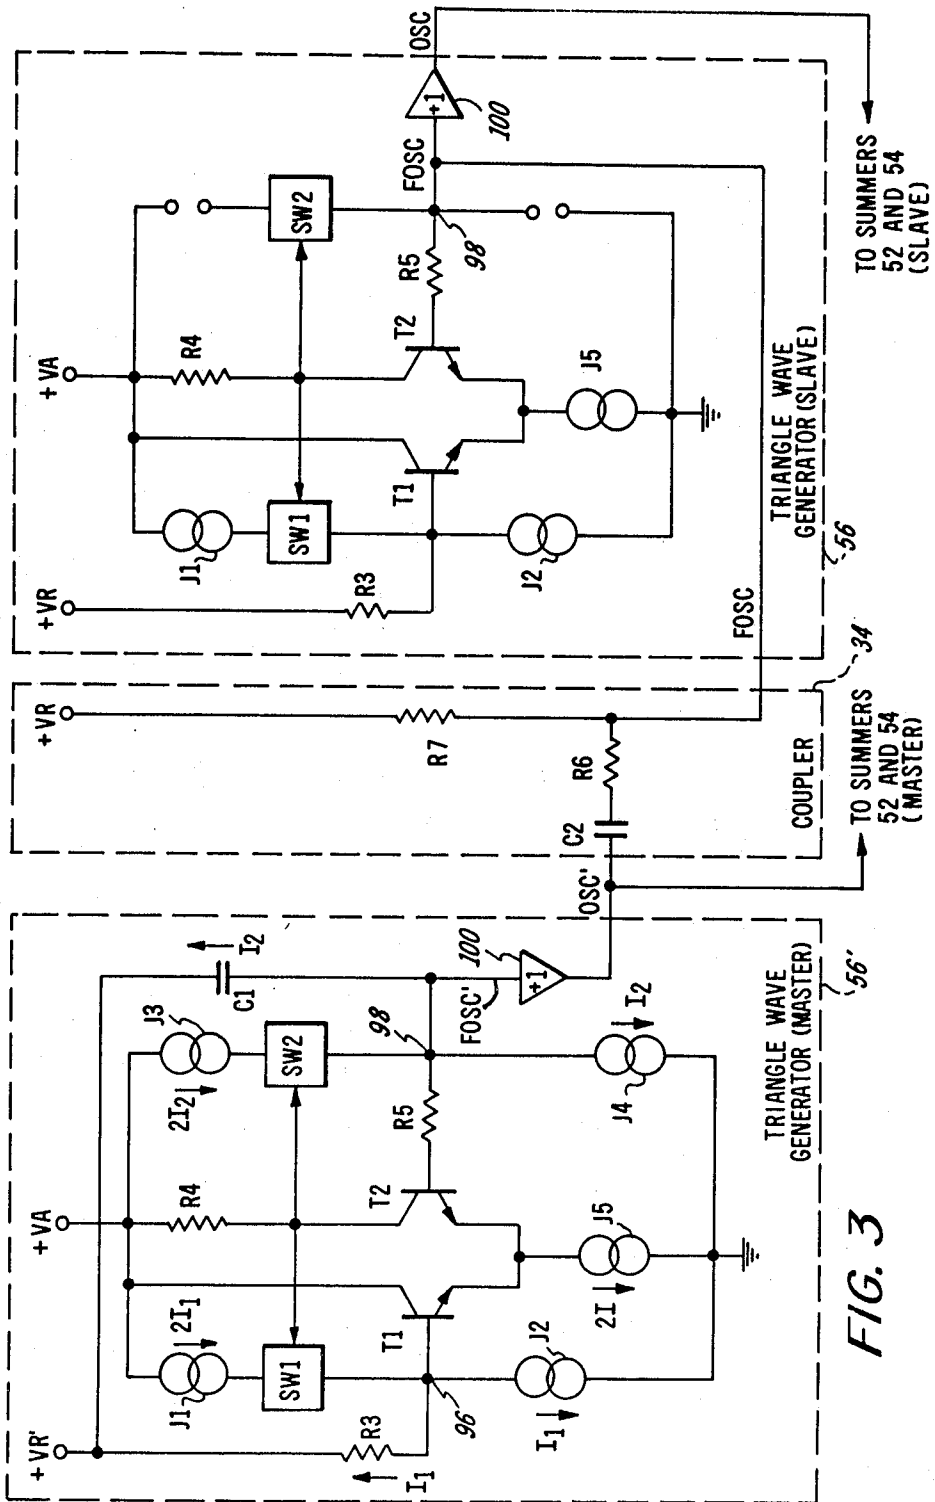 +VR'
+VA
J1
2I1
R4
2I2
J3
C1
I2
SW1
SW2
R3
I1
T1
T2
R5
98
FOSC'
+1
100
96
I1
J2
2I
J5
J4
I2
OSC'
TRIANGLE WAVE
GENERATOR (MASTER)
56'
TO SUMMERS
52 AND 54
(MASTER)
+VR
R7
C2
R6
COUPLER
34
+VR
+VA
J1
R4
SW1
SW2
R3
T1
T2
R5
98
FOSC
+1
100
OSC
J2
J5
FOSC
TRIANGLE WAVE
GENERATOR (SLAVE)
56
TO SUMMERS
52 AND 54
(SLAVE)
FIG. 3